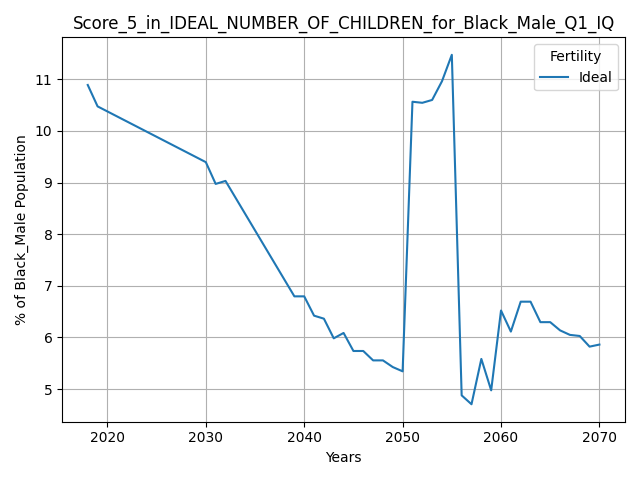 Score_5_in_IDEAL_NUMBER_OF_CHILDREN_for_Black_Male_Q1_IQ
Fertility
Ideal
% of Black_Male Population
11
10
9
8
7
6
5
2020 2030 2040 2050 2060 2070
Years